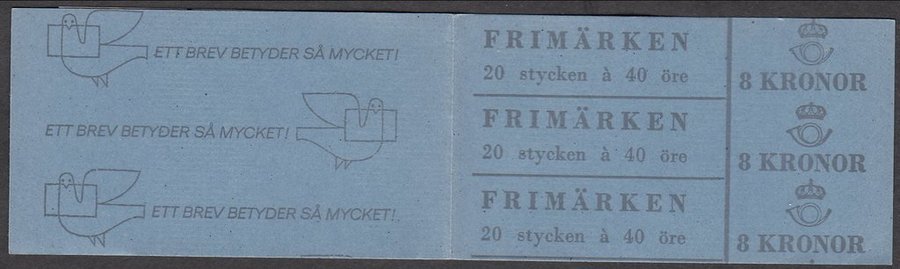 ETT BREV BETYDER SÅ MYCKET!
ETT BREV BETYDER SÅ MYCKET!
ETT BREV BETYDER SÅ MYCKET!
FRIMÄRKEN
20 stycken à 40 öre
8 KRONOR
FRIMÄRKEN
20 stycken à 40 öre
8 KRONOR
FRIMÄRKEN
20 stycken à 40 öre
8 KRONOR